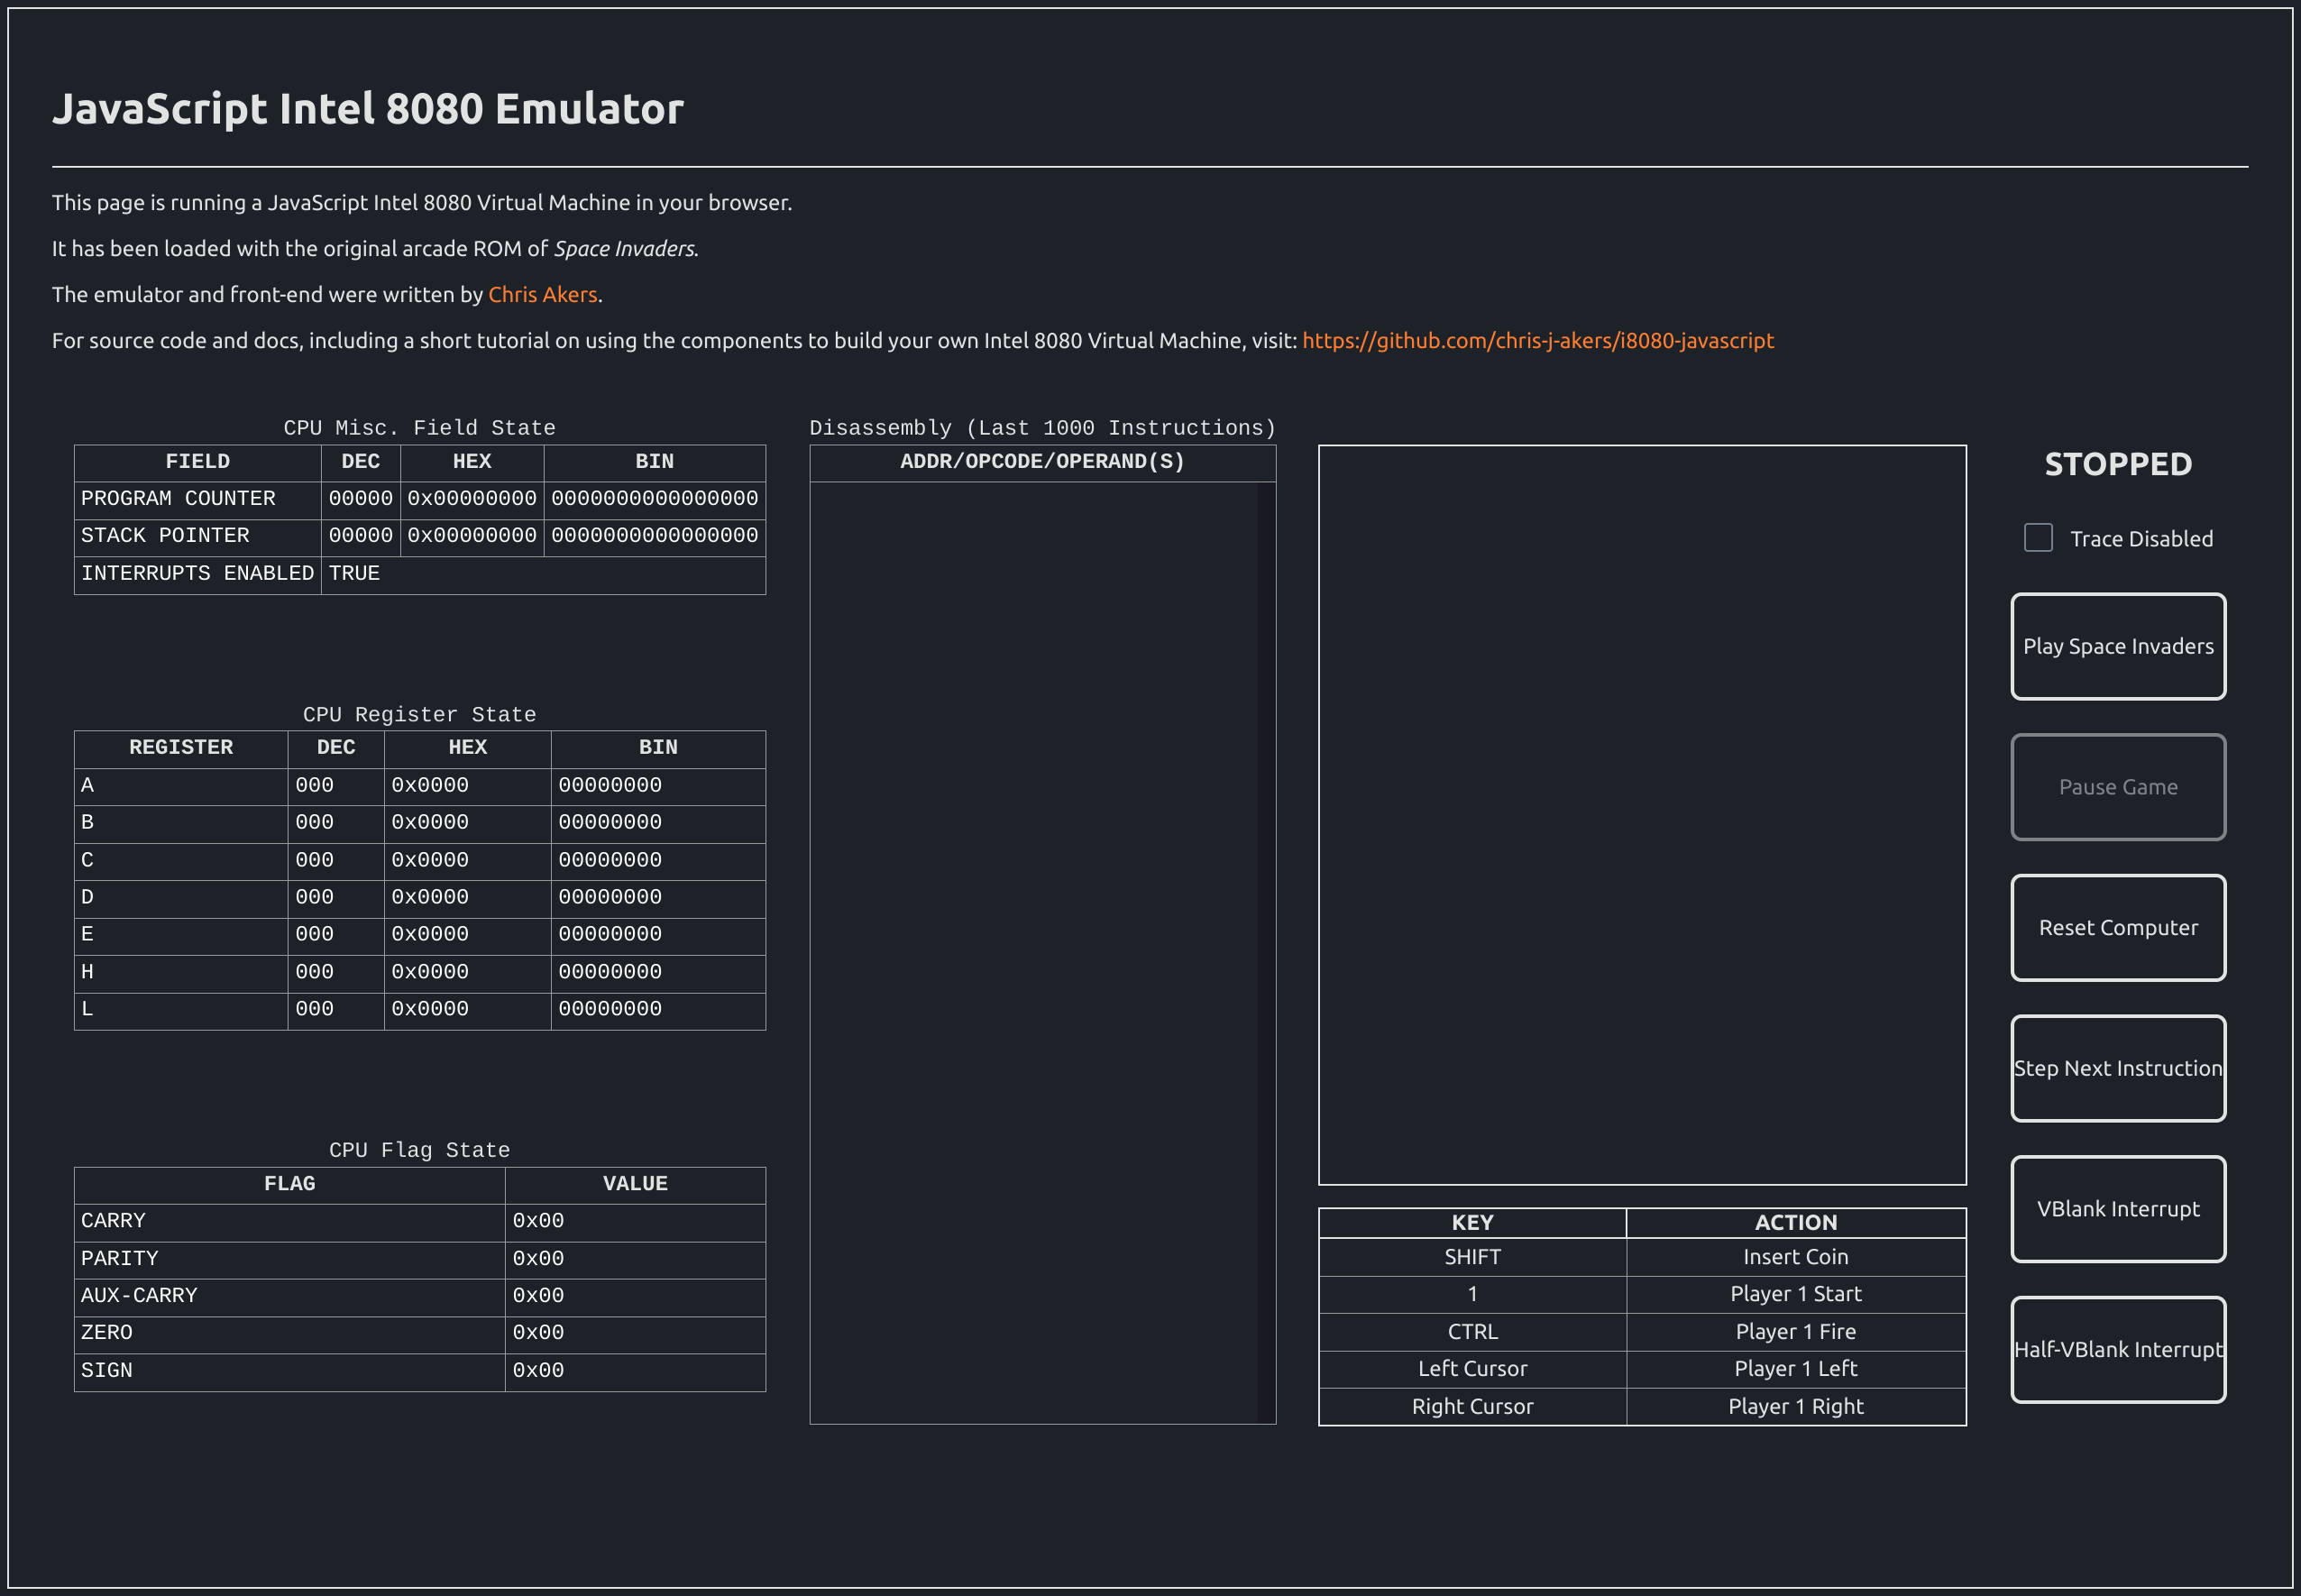 JavaScript Intel 8080 Emulator
This page is running a JavaScript Intel 8080 Virtual Machine in your browser.
It has been loaded with the original arcade ROM of Space Invaders.
The emulator and front-end were written by Chris Akers.
For source code and docs, including a short tutorial on using the components to build your own Intel 8080 Virtual Machine, visit: https://github.com/chris-j-akers/i8080-javascript
CPU Misc. Field State
FIELD DEC HEX BIN
PROGRAM COUNTER 00000 0x00000000 0000000000000000
STACK POINTER 00000 0x00000000 0000000000000000
INTERRUPTS ENABLED TRUE
CPU Register State
REGISTER DEC HEX BIN
A 000 0x0000 00000000
B 000 0x0000 00000000
C 000 0x0000 00000000
D 000 0x0000 00000000
E 000 0x0000 00000000
H 000 0x0000 00000000
L 000 0x0000 00000000
CPU Flag State
FLAG VALUE
CARRY 0x00
PARITY 0x00
AUX-CARRY 0x00
ZERO 0x00
SIGN 0x00
Disassembly (Last 1000 Instructions)
ADDR/OPCODE/OPERAND(S)
KEY ACTION
SHIFT Insert Coin
1 Player 1 Start
CTRL Player 1 Fire
Left Cursor Player 1 Left
Right Cursor Player 1 Right
STOPPED
Trace Disabled
Play Space Invaders
Pause Game
Reset Computer
Step Next Instruction
VBlank Interrupt
Half-VBlank Interrupt